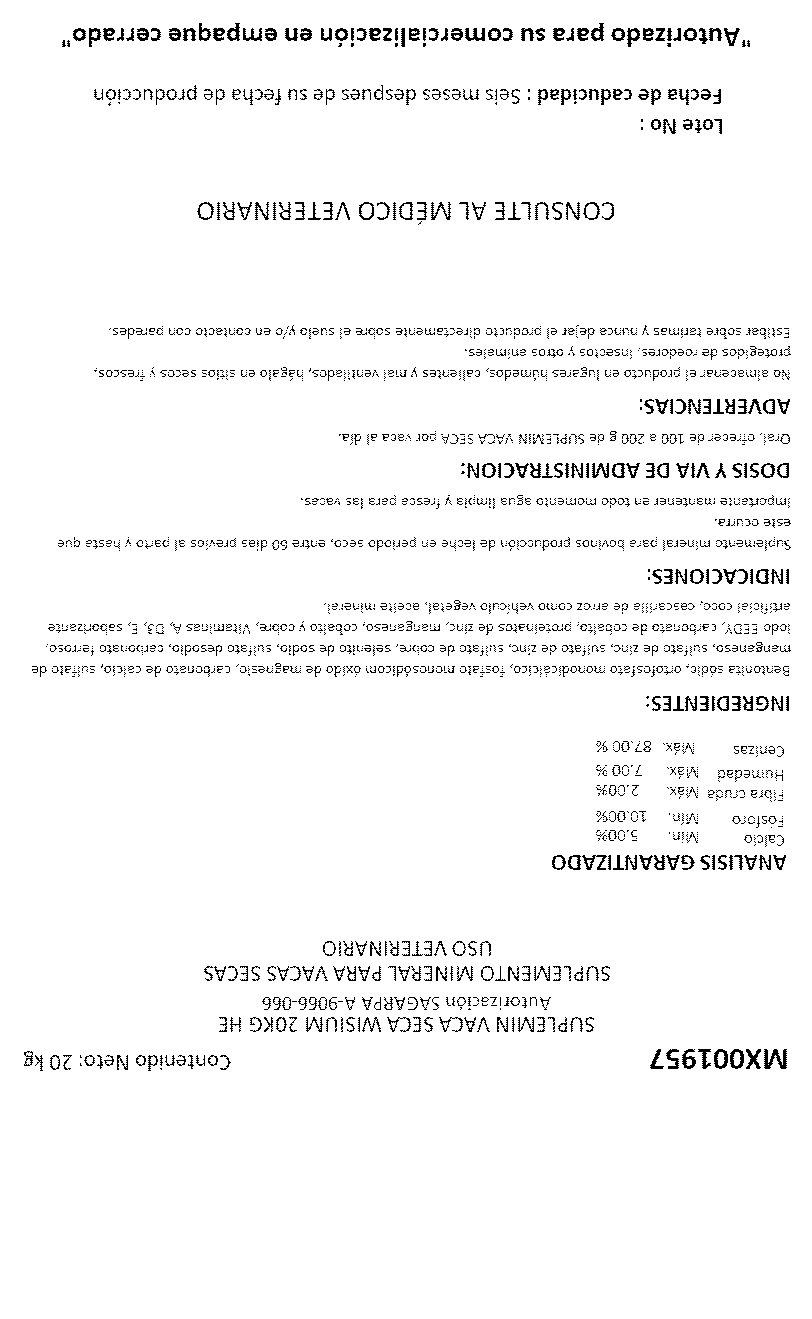 MX001957 Contenido Neto: 20 kg
SUPLEMIN VACA SECA WISIUM 20KG HE
Autorización SAGARPA A-9066-066
SUPLEMENTO MINERAL PARA VACAS SECAS
USO VETERINARIO
ANALISIS GARANTIZADO
Calcio Mín. 5.00%
Fósforo Mín. 10.00%
Fibra cruda Máx. 2.00%
Humedad Máx. 7.00 %
Cenizas Máx. 87.00 %
INGREDIENTES:
Bentonita sódic, ortofosfato monodicálcico, fosfato monosódicom óxido de magnesio, carbonato de calcio, sulfato de
manganeso, sulfato de zinc, sulfato de zinc, sulfato de cobre, selenito de sodio, sulfato desodio, carbonato ferroso,
iodo EEDY, carbonato de cobalto, proteinatos de zinc, manganeso, cobalto y cobre, Vitaminas A, D3, E, saborizante
artificial coco, cascarilla de arroz como vehículo vegetal, aceite mineral.
INDICACIONES:
Suplemento mineral para bovinos producción de leche en periodo seco, entre 60 dias previos al parto y hasta que
este ocurra.
Importante mantener en todo momento agua limpia y fresca para las vacas.
DOSIS Y VIA DE ADMINISTRACION:
Oral, ofrecer de 100 a 200 g de SUPLEMIN VACA SECA por vaca al día.
ADVERTENCIAS:
No almacenar el producto en lugares húmedos, calientes y mal ventilados, hágalo en sitios secos y frescos,
protegidos de roedores, insectos y otros animales.
Estibar sobre tarimas y nunca dejar el producto directamente sobre el suelo y/o en contacto con paredes.
CONSULTE AL MÉDICO VETERINARIO
Lote No :
Fecha de caducidad : Seis meses despues de su fecha de producción
"Autorizado para su comercialización en empaque cerrado"